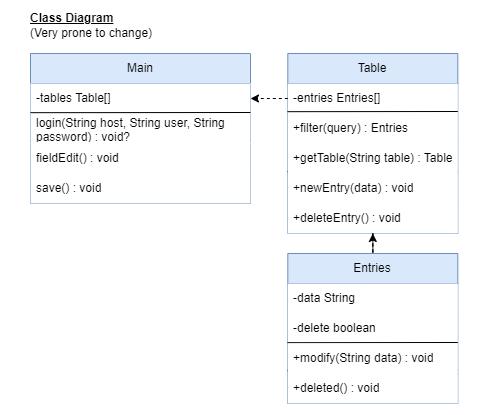 Class Diagram
(Very prone to change)
Main
-tables Table[]
login(String host, String user, String
password) : void?
fieldEdit() : void
save() : void
Table
-entries Entries[]
+filter(query) : Entries
+getTable(String table) : Table
+newEntry(data) : void
+deleteEntry() : void
Entries
-data String
-delete boolean
+modify(String data) : void
+deleted() : void